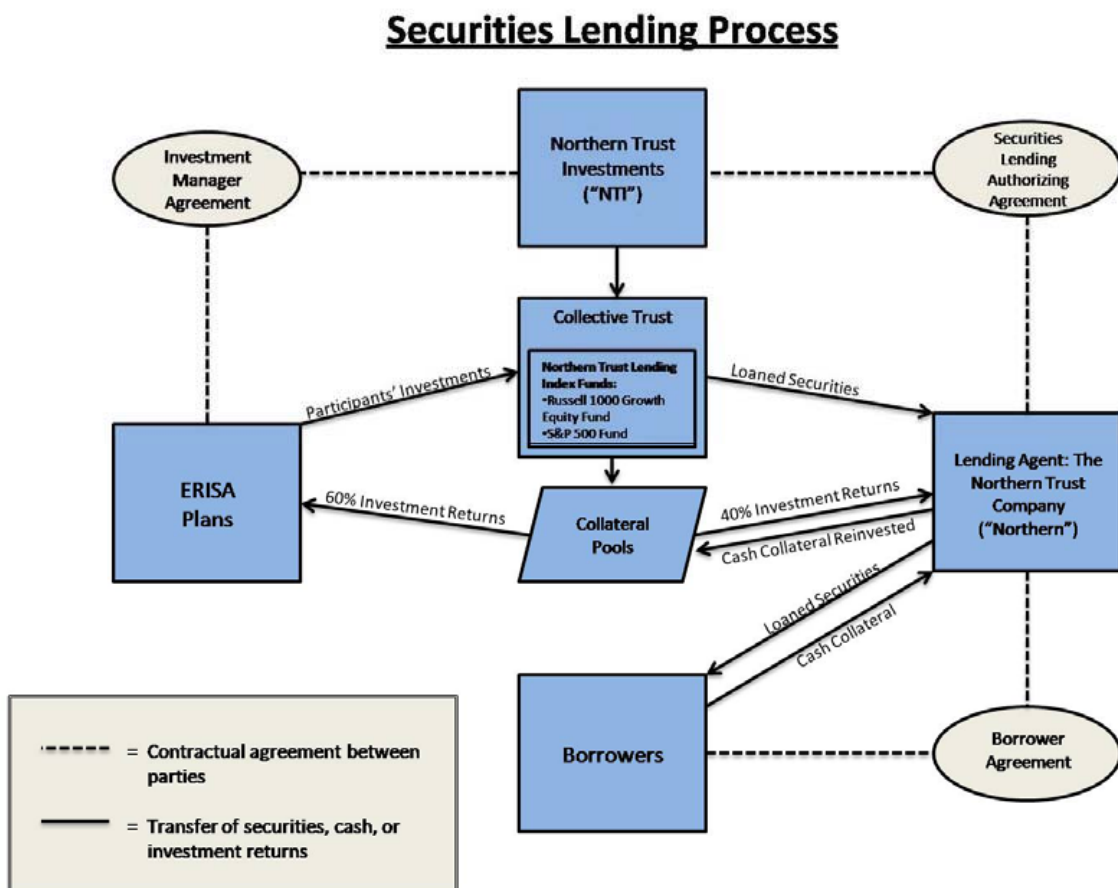 Securities Lending Process
Northern Trust
Investments
("NTI")
Investment
Manager
Agreement
Securities
Lending
Authorizing
Agreement
Collective Trust
Northern Trust Lending
Index Funds:
•Russell 1000 Growth
Equity Fund
•S&P 500 Fund
Participants' Investments
Loaned Securities
ERISA
Plans
60% Investment Returns
Collateral
Pools
40% Investment Returns
Cash Collateral Reinvested
Lending Agent: The
Northern Trust
Company
("Northern")
Loaned Securities
Cash Collateral
Borrowers
Borrower
Agreement
= Contractual agreement between
parties
= Transfer of securities, cash, or
investment returns